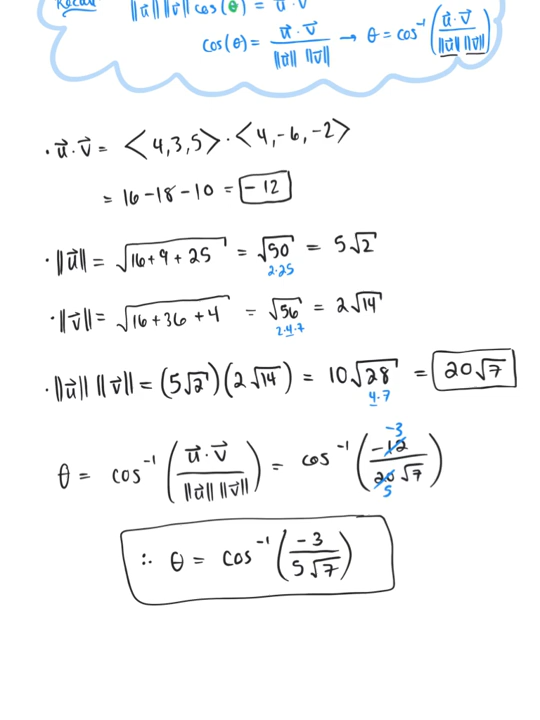 Recall ||u⃗|| ||v⃗|| cos(θ) = u⃗ · v⃗
cos(θ) = u⃗ · v⃗ / ||u⃗|| ||v⃗|| → θ = cos⁻¹(u⃗ · v⃗ / ||u⃗|| ||v⃗||)
· u⃗ · v⃗ = <4,3,5> · <4,-6,-2>
= 16-18-10 = -12
· ||u⃗|| = √(16+9+25) = √50 = 5√2
2·25
· ||v⃗|| = √(16+36+4) = √56 = 2√14
2·4·7
· ||u⃗|| ||v⃗|| = (5√2)(2√14) = 10√28 = 20√7
4·7
θ = cos⁻¹(u⃗ · v⃗ / ||u⃗|| ||v⃗||) = cos⁻¹(-12 / 20√7)
-3
5
∴ θ = cos⁻¹(-3 / 5√7)